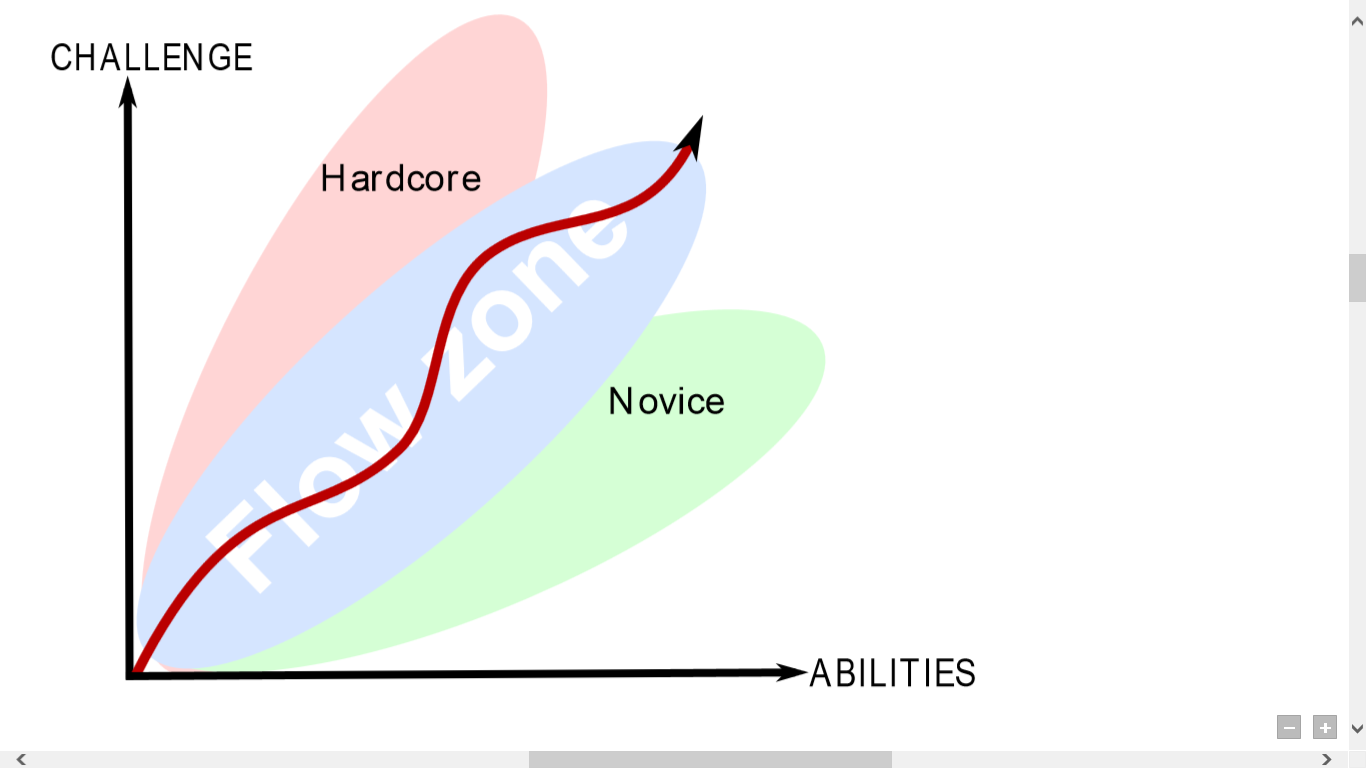 CHALLENGE
Hardcore
Flow zone
Novice
ABILITIES